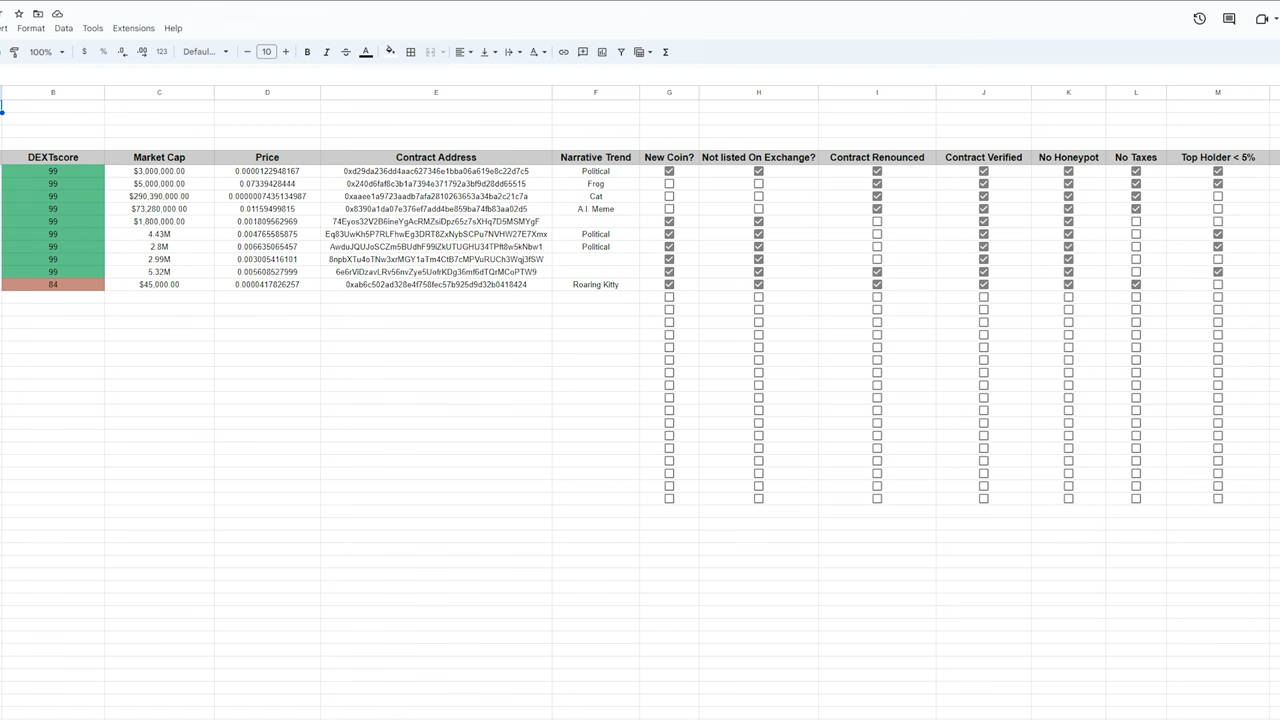 rt Format Data Tools Extensions Help
100% $ % .0 .00 123 Defaul... − 10 + B I S A Σ
B C D E F G H I J K L M
DEXTscore Market Cap Price Contract Address Narrative Trend New Coin? Not listed On Exchange? Contract Renounced Contract Verified No Honeypot No Taxes Top Holder < 5%
99 $3,000,000.00 0.0000122948167 0xd29da236dd4aac627346e1bba06a619e8c22d7c5 Political
99 $5,000,000.00 0.07339428444 0x240d6faf8c3b1a7394e371792a3bf9d28dd65515 Frog
99 $290,390,000.00 0.0000007435134987 0xaaee1a9723aadb7afa2810263653a34ba2c21c7a Cat
99 $73,280,000.00 0.01159499815 0x8390a1da07e376ef7add4be859ba74fb83aa02d5 A.I. Meme
99 $1,800,000.00 0.001809562969 74Eyos32V2B6ineYgAcRMZsiDpz65z7sXHq7D5MSMYgF
99 4.43M 0.004765585875 Eq83UwKh5P7RLFhwEg3DRT8ZxNybSCPu7NVHW27E7Xmx Political
99 2.8M 0.006635065457 AwduJQUJoSCZm5BUdhF99iZkUTUGHU34TPft8w5kNbw1 Political
99 2.99M 0.003005416101 8npbXTu4oTNw3xrMGY1aTm4CtB7cMPVuRUCh3Wqj3fSW
99 5.32M 0.005608527999 6e6rViDzavLRv56nvZye5UofrKDg36mf6dTQrMCoPTW9
84 $45,000.00 0.0000417826257 0xab6c502ad328e4f758fec57b925d9d32b0418424 Roaring Kitty